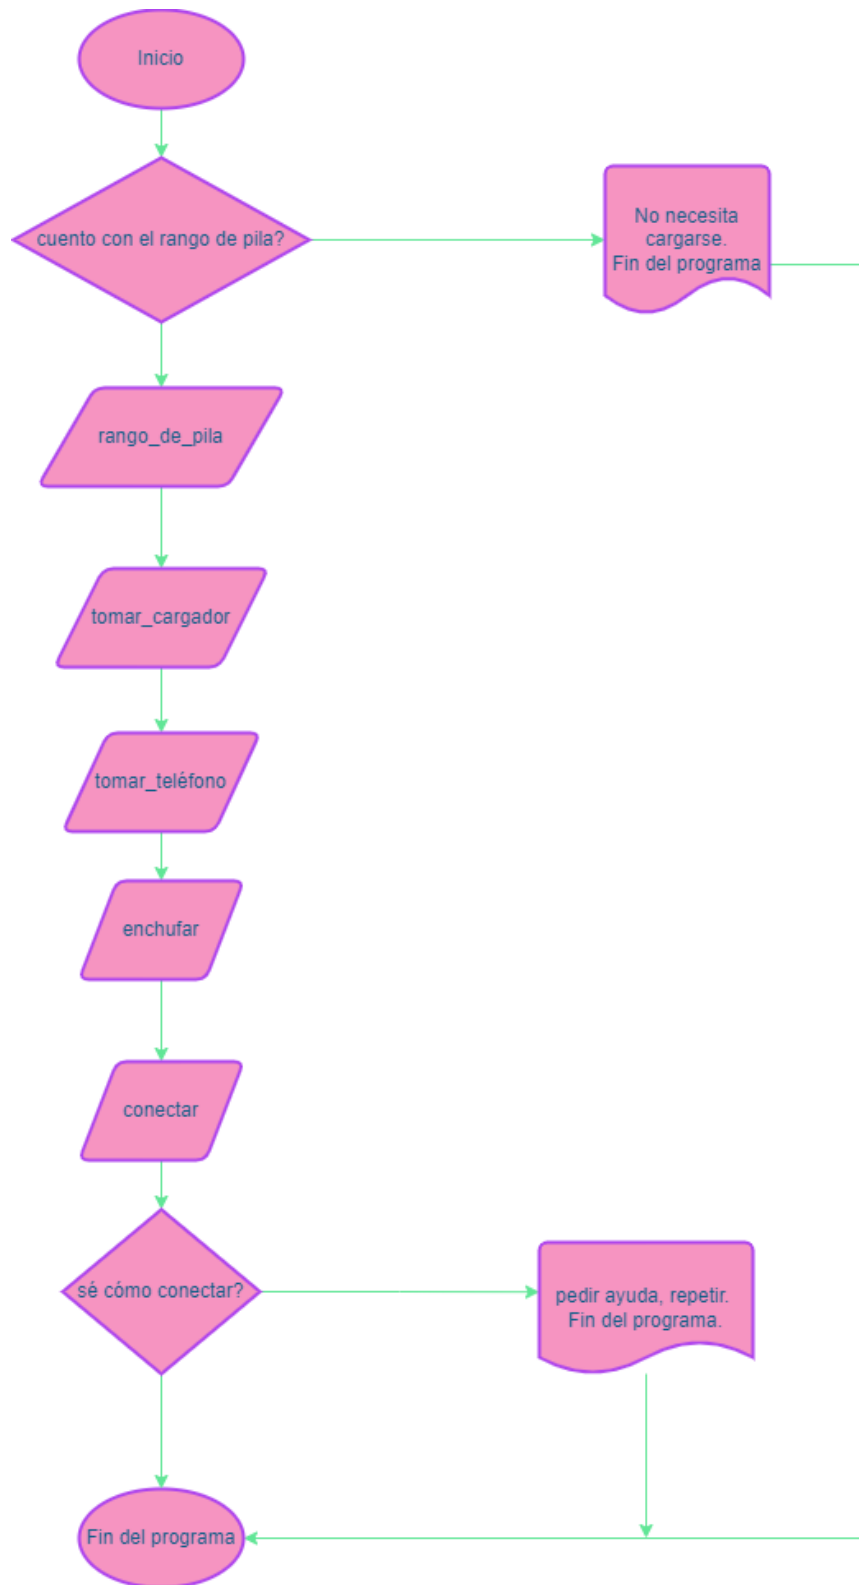 Inicio
cuento con el rango de pila?
No necesita
cargarse.
Fin del programa
rango_de_pila
tomar_cargador
tomar_teléfono
enchufar
conectar
sé cómo conectar?
pedir ayuda, repetir.
Fin del programa.
Fin del programa